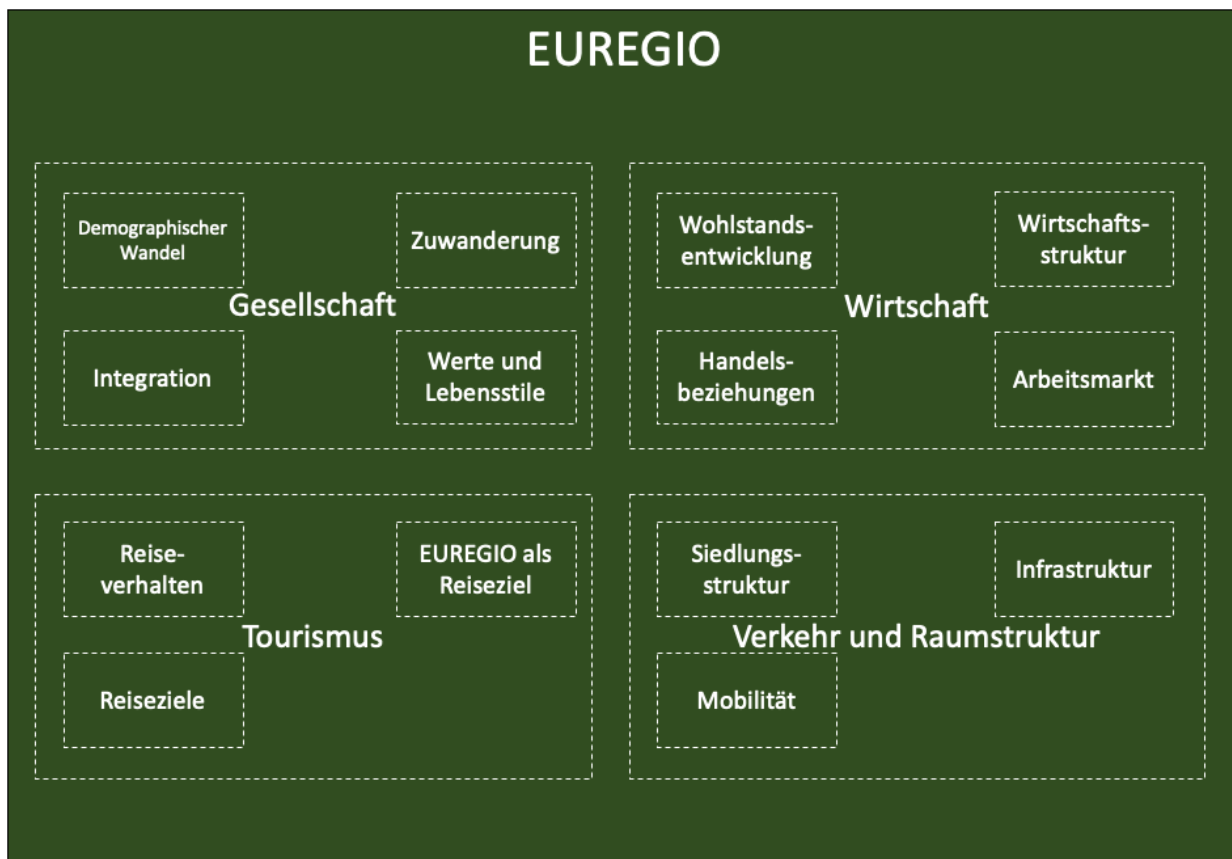 EUREGIO
Demographischer
Wandel
Zuwanderung
Gesellschaft
Integration
Werte und
Lebensstile
Wohlstands-
entwicklung
Wirtschafts-
struktur
Wirtschaft
Handels-
beziehungen
Arbeitsmarkt
Reise-
verhalten
EUREGIO als
Reiseziel
Tourismus
Reiseziele
Siedlungs-
struktur
Infrastruktur
Verkehr und Raumstruktur
Mobilität